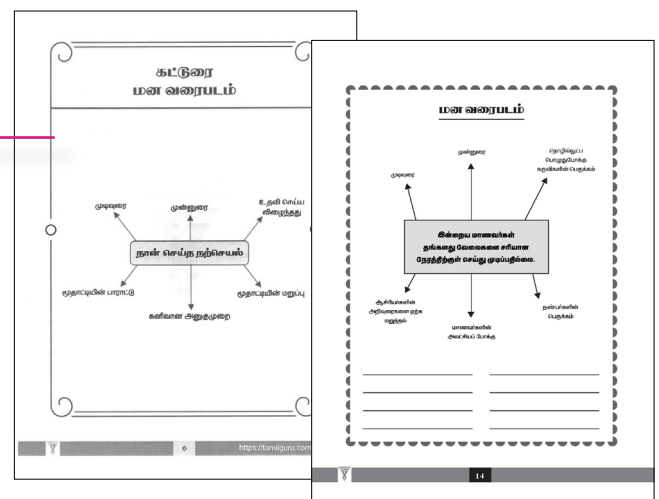 கட்டுரை
மன வரைபடம்
முடிவுரை
முன்னுரை
உதவி செய்ய
விழைந்தது
நான் செய்த நற்செயல்
மூதாட்டியின் பாராட்டு
கனிவான அணுகுமுறை
மூதாட்டியின் மறுப்பு
6
https://tamilguru.com
மன வரைபடம்
முடிவுரை
முன்னுரை
தொழில்நுட்ப
பொழுதுபோக்கு
கருவிகளின் பெருக்கம்
இன்றைய மாணவர்கள்
தங்களது வேலைகளை சரியான
நேரத்திற்குள் செய்து முடிப்பதில்லை.
ஆசிரியர்களின்
அறிவுரைகளை ஏற்க
மறுத்தல்
மாணவர்களின்
அலட்சியப் போக்கு
நண்பர்களின்
பெருக்கம்
14